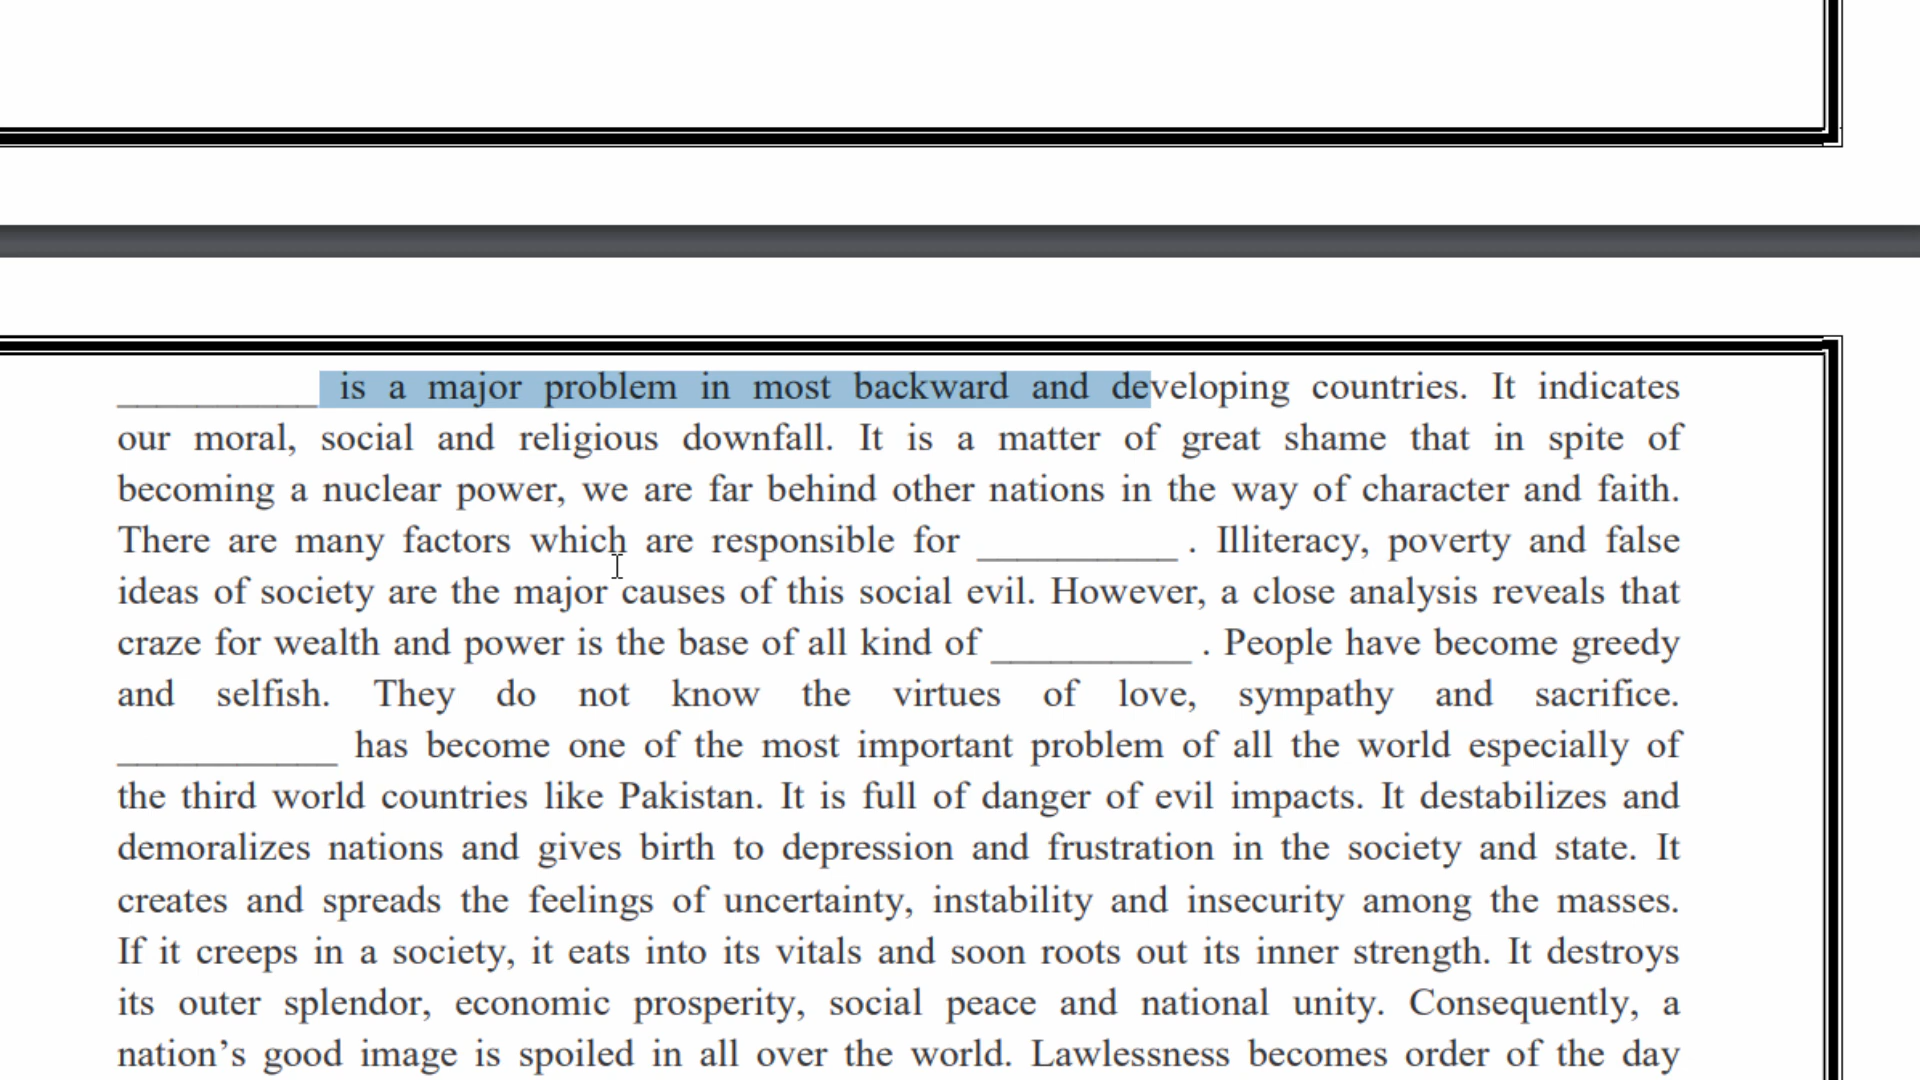 __________ is a major problem in most backward and developing countries. It indicates
our moral, social and religious downfall. It is a matter of great shame that in spite of
becoming a nuclear power, we are far behind other nations in the way of character and faith.
There are many factors which are responsible for __________ . Illiteracy, poverty and false
ideas of society are the major causes of this social evil. However, a close analysis reveals that
craze for wealth and power is the base of all kind of __________ . People have become greedy
and selfish. They do not know the virtues of love, sympathy and sacrifice.
___________ has become one of the most important problem of all the world especially of
the third world countries like Pakistan. It is full of danger of evil impacts. It destabilizes and
demoralizes nations and gives birth to depression and frustration in the society and state. It
creates and spreads the feelings of uncertainty, instability and insecurity among the masses.
If it creeps in a society, it eats into its vitals and soon roots out its inner strength. It destroys
its outer splendor, economic prosperity, social peace and national unity. Consequently, a
nation’s good image is spoiled in all over the world. Lawlessness becomes order of the day